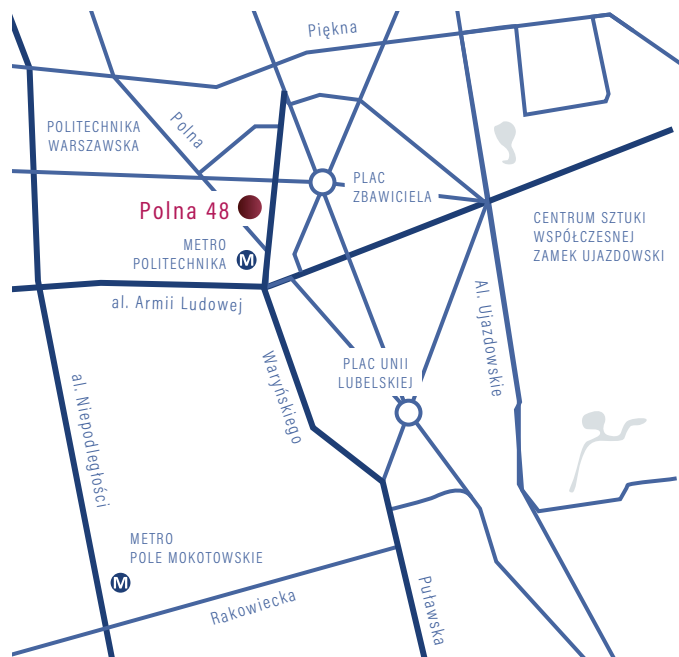 Piękna
Polna
POLITECHNIKA
WARSZAWSKA
PLAC
ZBAWICIELA
Polna 48
CENTRUM SZTUKI
WSPÓŁCZESNEJ
ZAMEK UJAZDOWSKI
METRO
POLITECHNIKA
M
al. Armii Ludowej
Al. Ujazdowskie
Waryńskiego
PLAC UNII
LUBELSKIEJ
al. Niepodległości
METRO
POLE MOKOTOWSKIE
M
Rakowiecka
Puławska